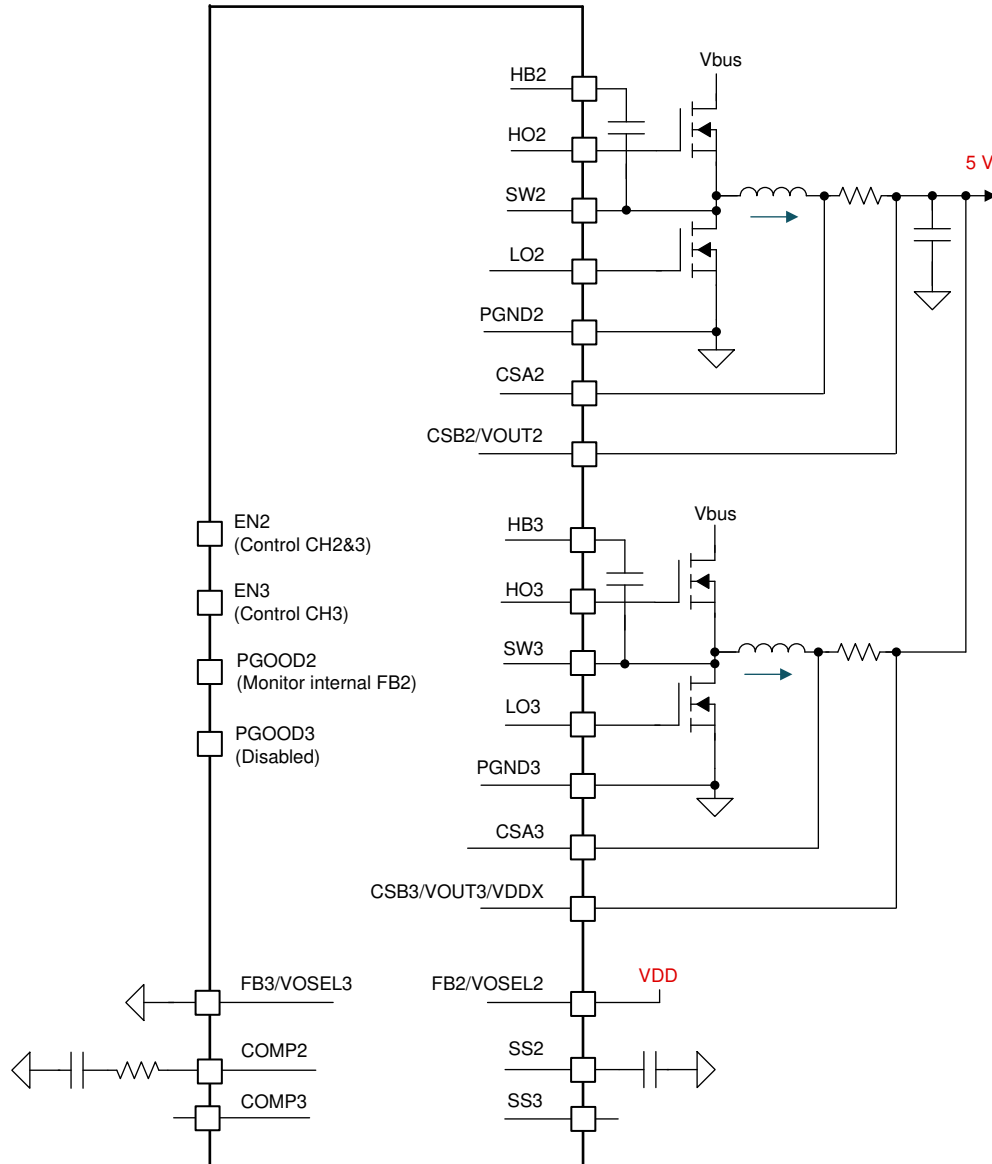 Vbus
HB2
HO2
5 V
SW2
LO2
PGND2
CSA2
CSB2/VOUT2
EN2
(Control CH2&3)
EN3
(Control CH3)
PGOOD2
(Monitor internal FB2)
PGOOD3
(Disabled)
Vbus
HB3
HO3
SW3
LO3
PGND3
CSA3
CSB3/VOUT3/VDDX
FB3/VOSEL3
FB2/VOSEL2
VDD
COMP2
SS2
COMP3
SS3